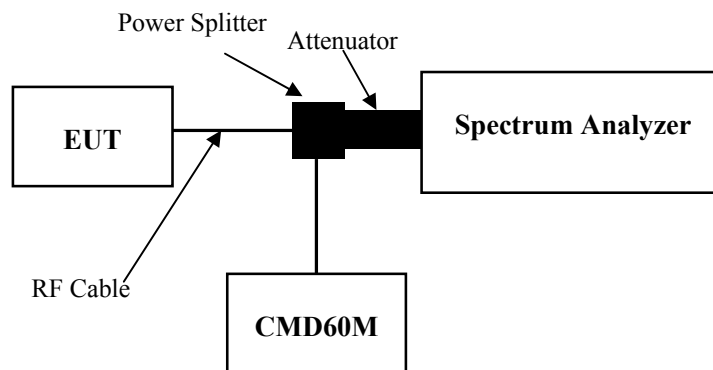 Power Splitter
Attenuator
EUT
Spectrum Analyzer
RF Cable
CMD60M